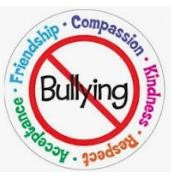 Friendship • Compassion • Kindness • Respect • Acceptance •
Bullying